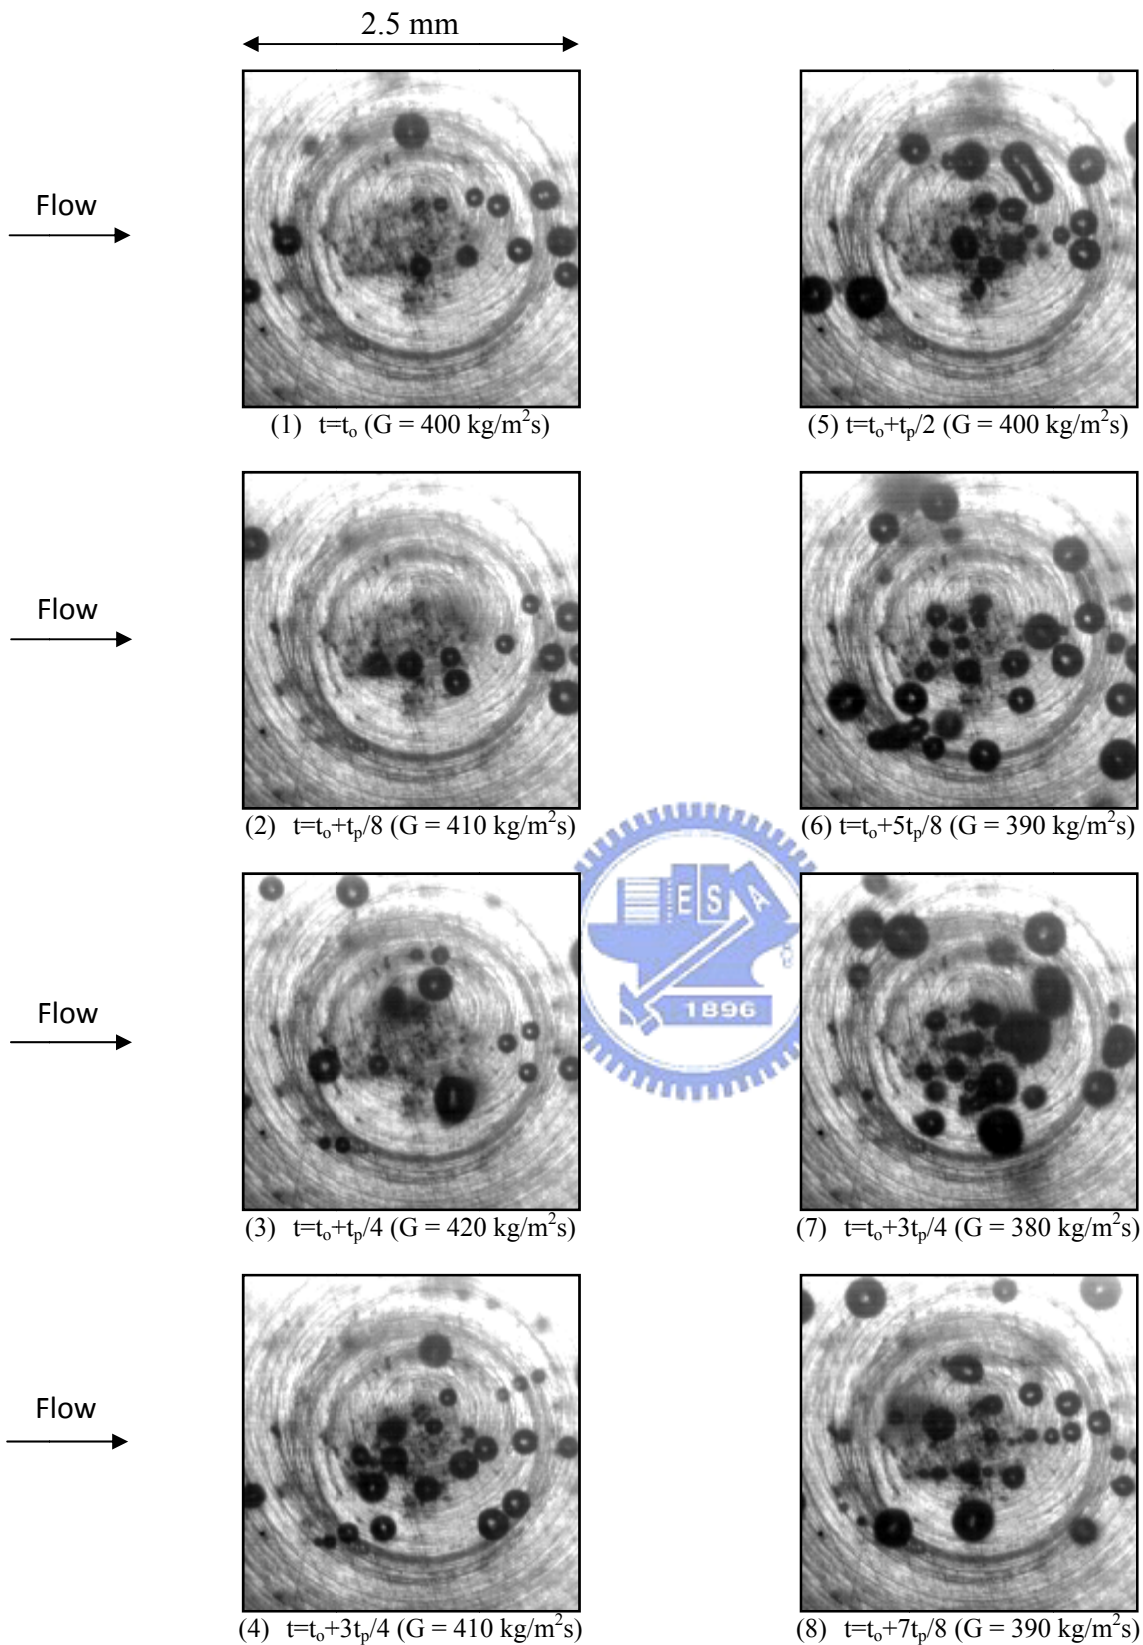 2.5 mm
Flow
(1) t=tₒ (G = 400 kg/m²s)
(5) t=tₒ+tₚ/2 (G = 400 kg/m²s)
Flow
(2) t=tₒ+tₚ/8 (G = 410 kg/m²s)
(6) t=tₒ+5tₚ/8 (G = 390 kg/m²s)
Flow
(3) t=tₒ+tₚ/4 (G = 420 kg/m²s)
(7) t=tₒ+3tₚ/4 (G = 380 kg/m²s)
E S A
1896
Flow
(4) t=tₒ+3tₚ/4 (G = 410 kg/m²s)
(8) t=tₒ+7tₚ/8 (G = 390 kg/m²s)